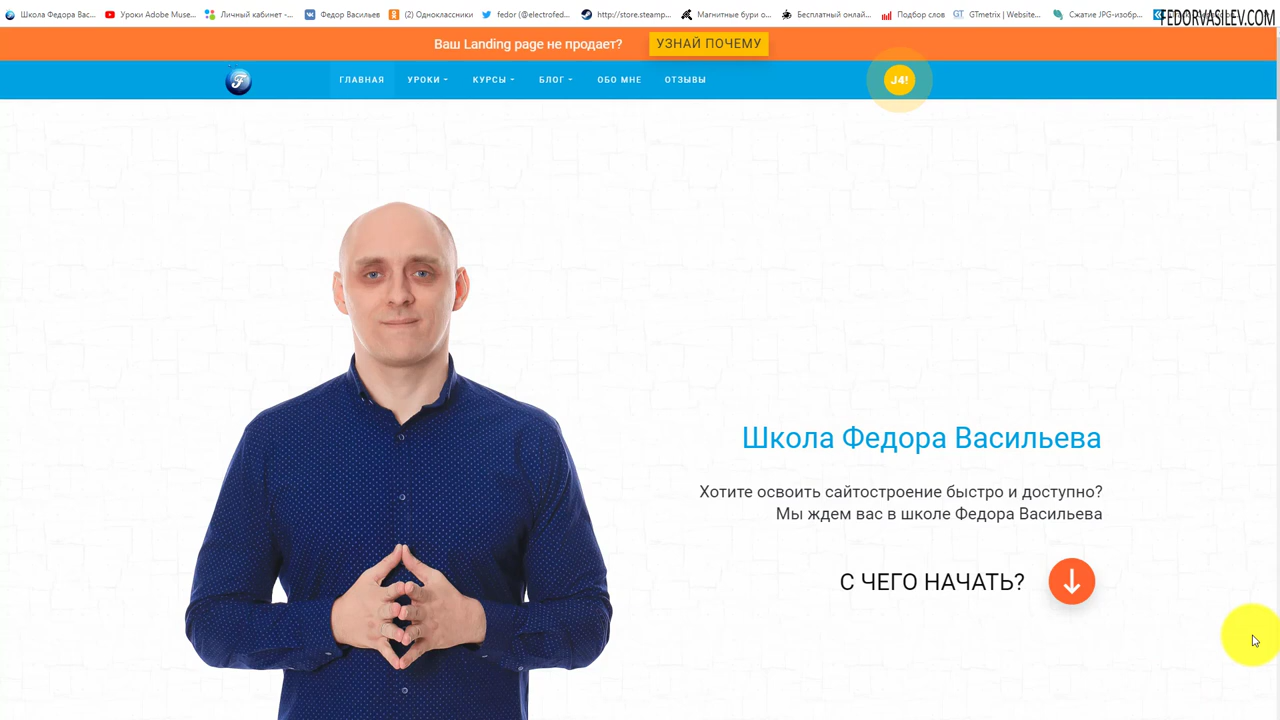 Школа Федора Вас...
Уроки Adobe Muse...
Личный кабинет -...
Федор Васильев
(2) Одноклассники
fedor (@electrofed...
http://store.steamp...
Магнитные бури о...
Бесплатный онлай...
Подбор слов
GTmetrix | Website...
Сжатие JPG-изобр...
FEDORVASILEV.COM
Ваш Landing page не продает?
УЗНАЙ ПОЧЕМУ
ГЛАВНАЯ
УРОКИ
КУРСЫ
БЛОГ
ОБО МНЕ
ОТЗЫВЫ
J4!
Школа Федора Васильева
Хотите освоить сайтостроение быстро и доступно?
Мы ждем вас в школе Федора Васильева
С ЧЕГО НАЧАТЬ?